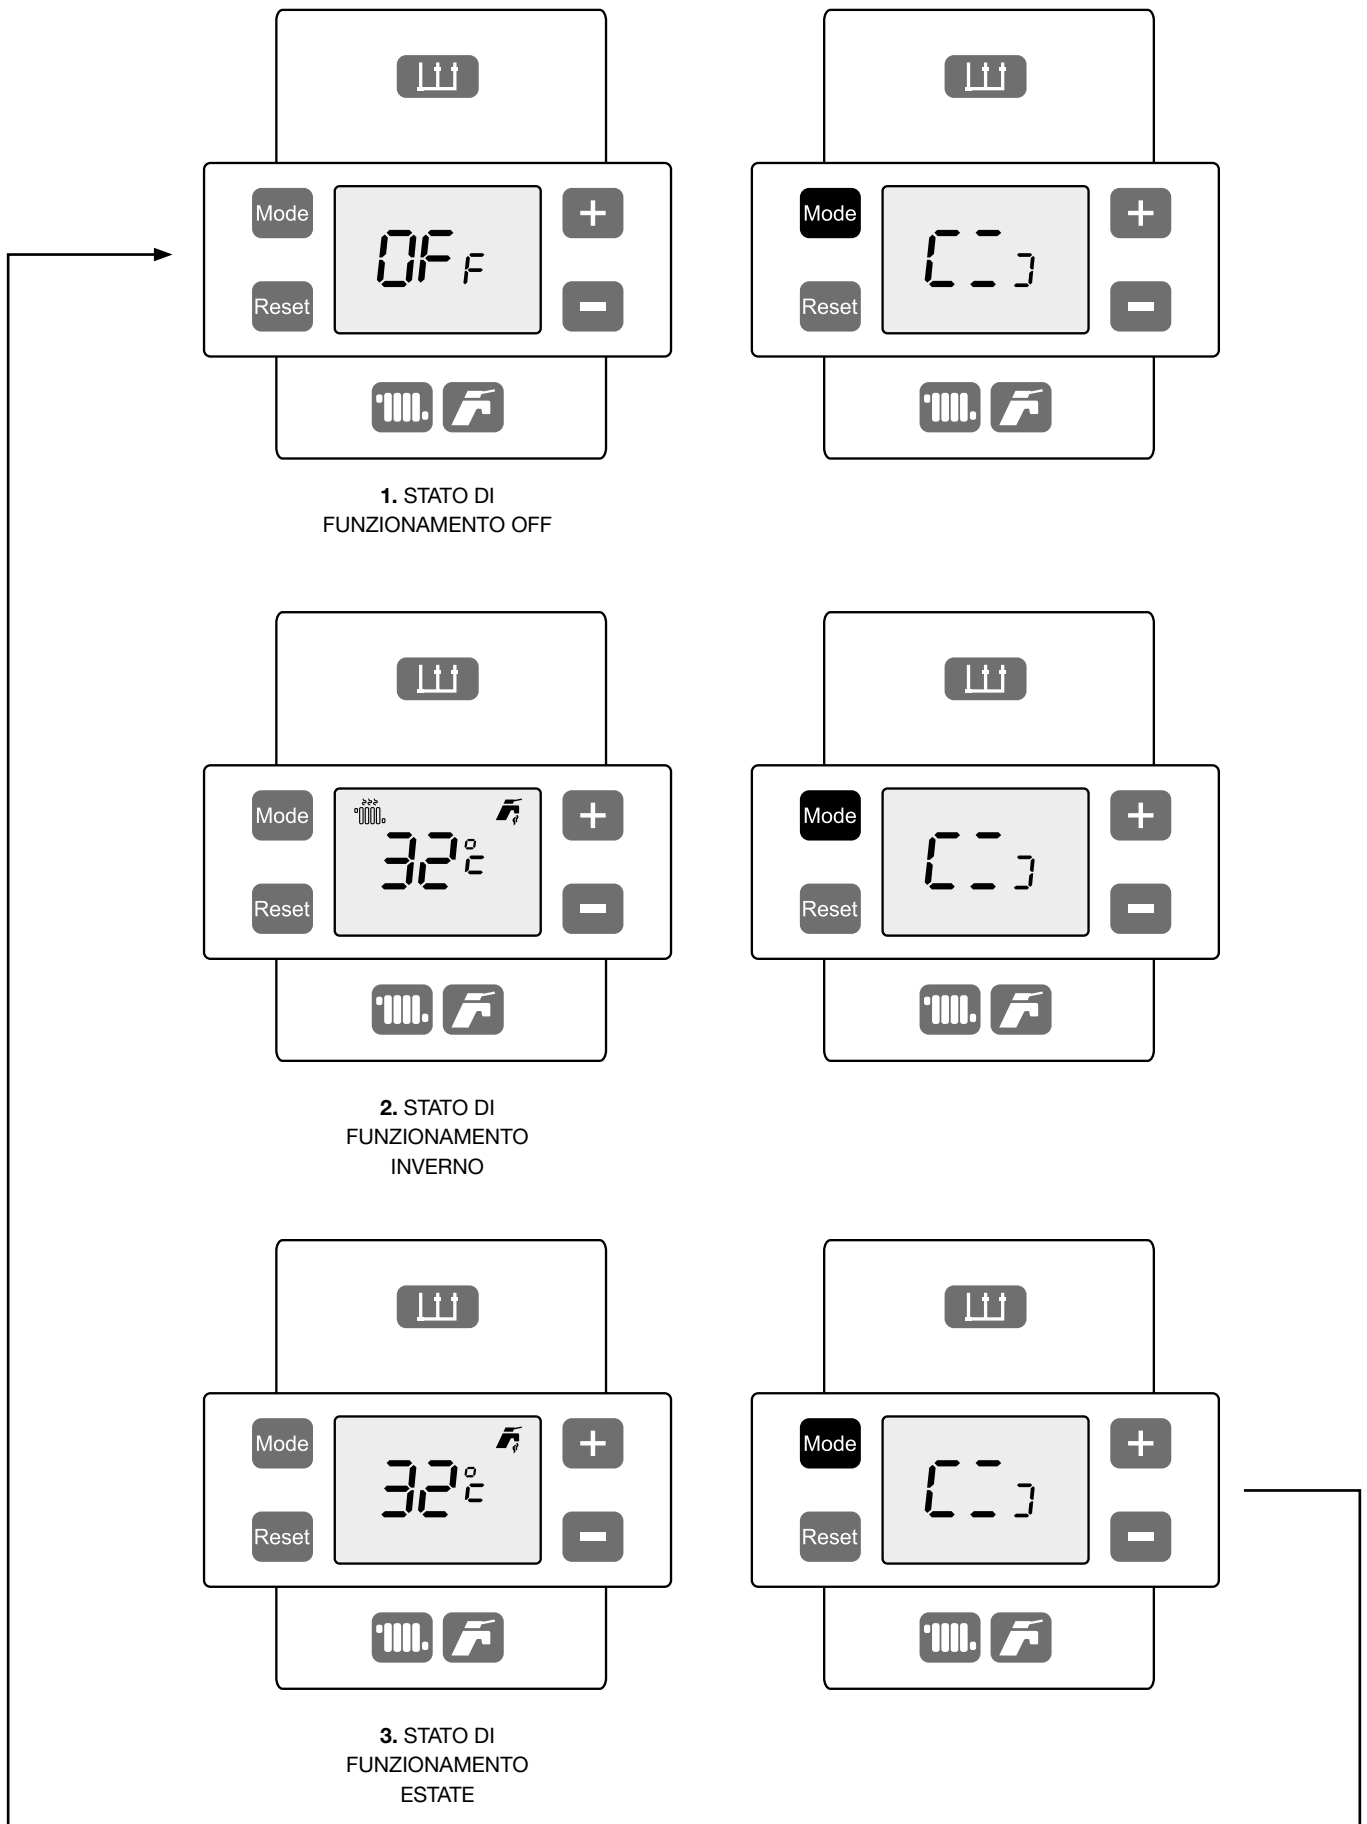 Mode
OFF
Reset
Mode
Reset
1. STATO DI
FUNZIONAMENTO OFF
Mode
32°C
Reset
Mode
Reset
2. STATO DI
FUNZIONAMENTO
INVERNO
Mode
32°C
Reset
Mode
Reset
3. STATO DI
FUNZIONAMENTO
ESTATE